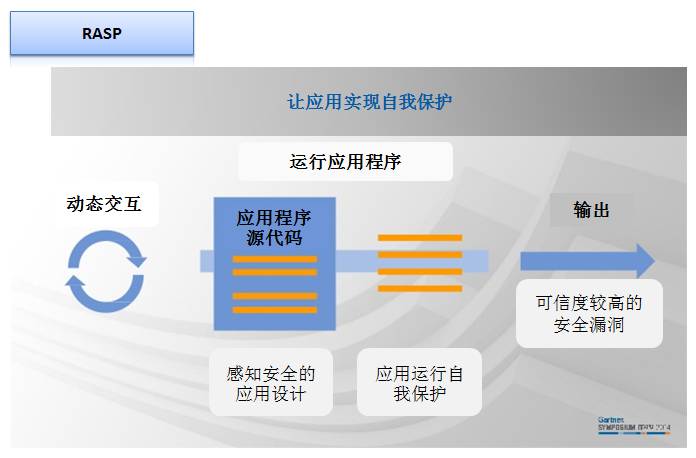 RASP
让应用实现自我保护
运行应用程序
动态交互
应用程序
源代码
输出
可信度较高的
安全漏洞
感知安全的
应用设计
应用运行自
我保护
Gartner
SYMPOSIUM